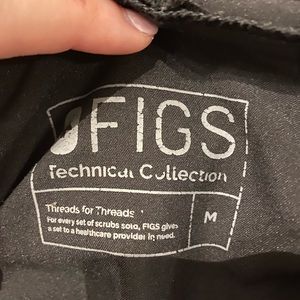 FIGS
Technical Collection
Threads for Threads
For every set of scrubs sold, FIGS gives
a set to a healthcare provider in need.
M